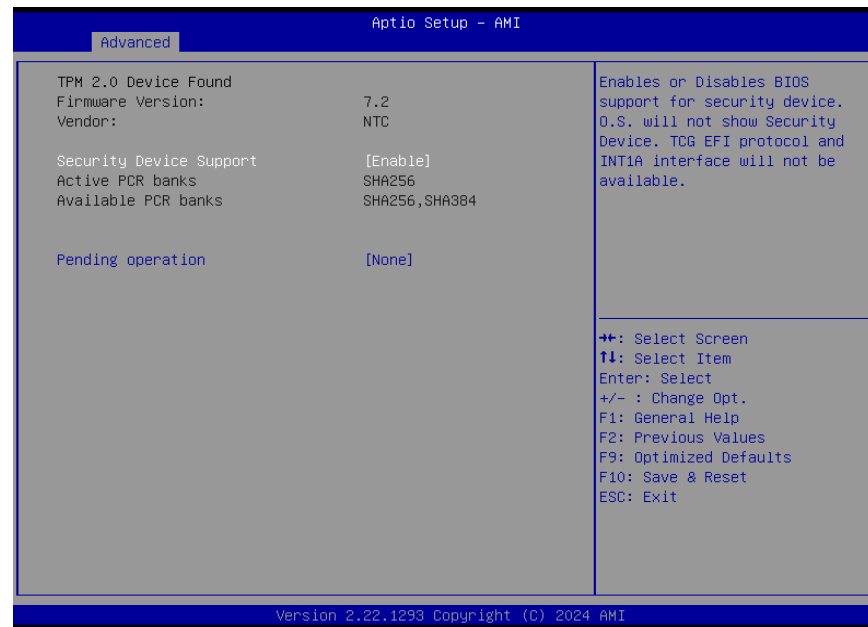 Aptio Setup - AMI
Advanced
TPM 2.0 Device Found
Firmware Version: 7.2
Vendor: NTC
Security Device Support [Enable]
Active PCR banks SHA256
Available PCR banks SHA256,SHA384
Pending operation [None]
Enables or Disables BIOS
support for security device.
O.S. will not show Security
Device. TCG EFI protocol and
INT1A interface will not be
available.
→←: Select Screen
↑↓: Select Item
Enter: Select
+/- : Change Opt.
F1: General Help
F2: Previous Values
F9: Optimized Defaults
F10: Save & Reset
ESC: Exit
Version 2.22.1293 Copyright (C) 2024 AMI